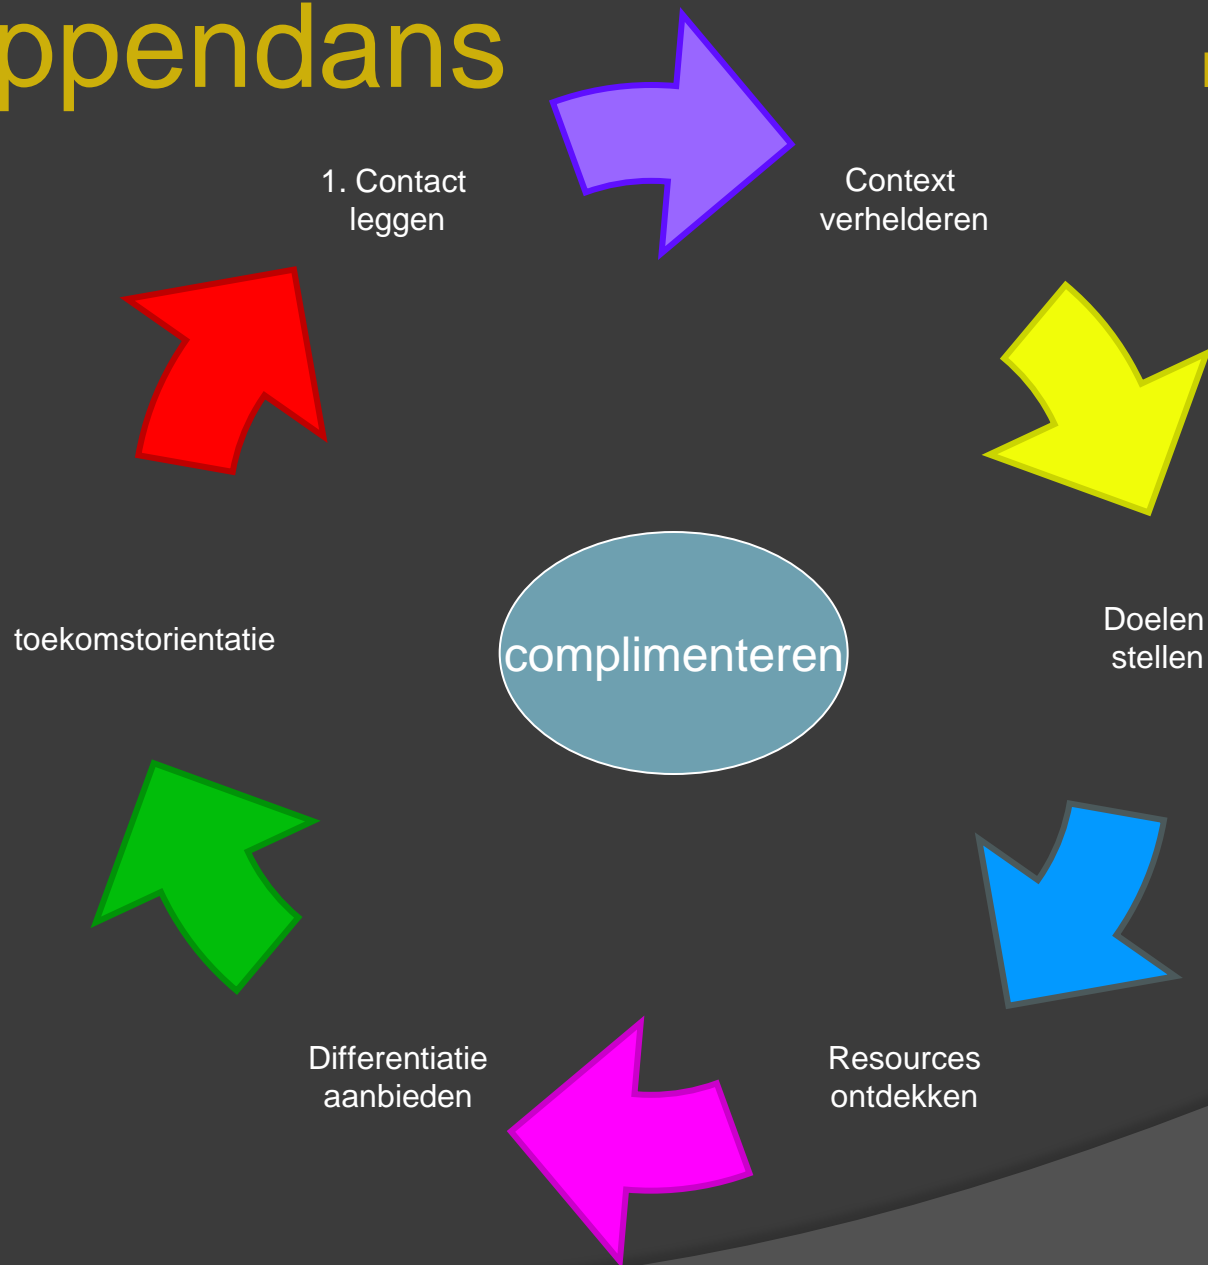 ppendans
1. Contact
leggen
Context
verhelderen
Doelen
stellen
toekomstorientatie
complimenteren
Differentiatie
aanbieden
Resources
ontdekken